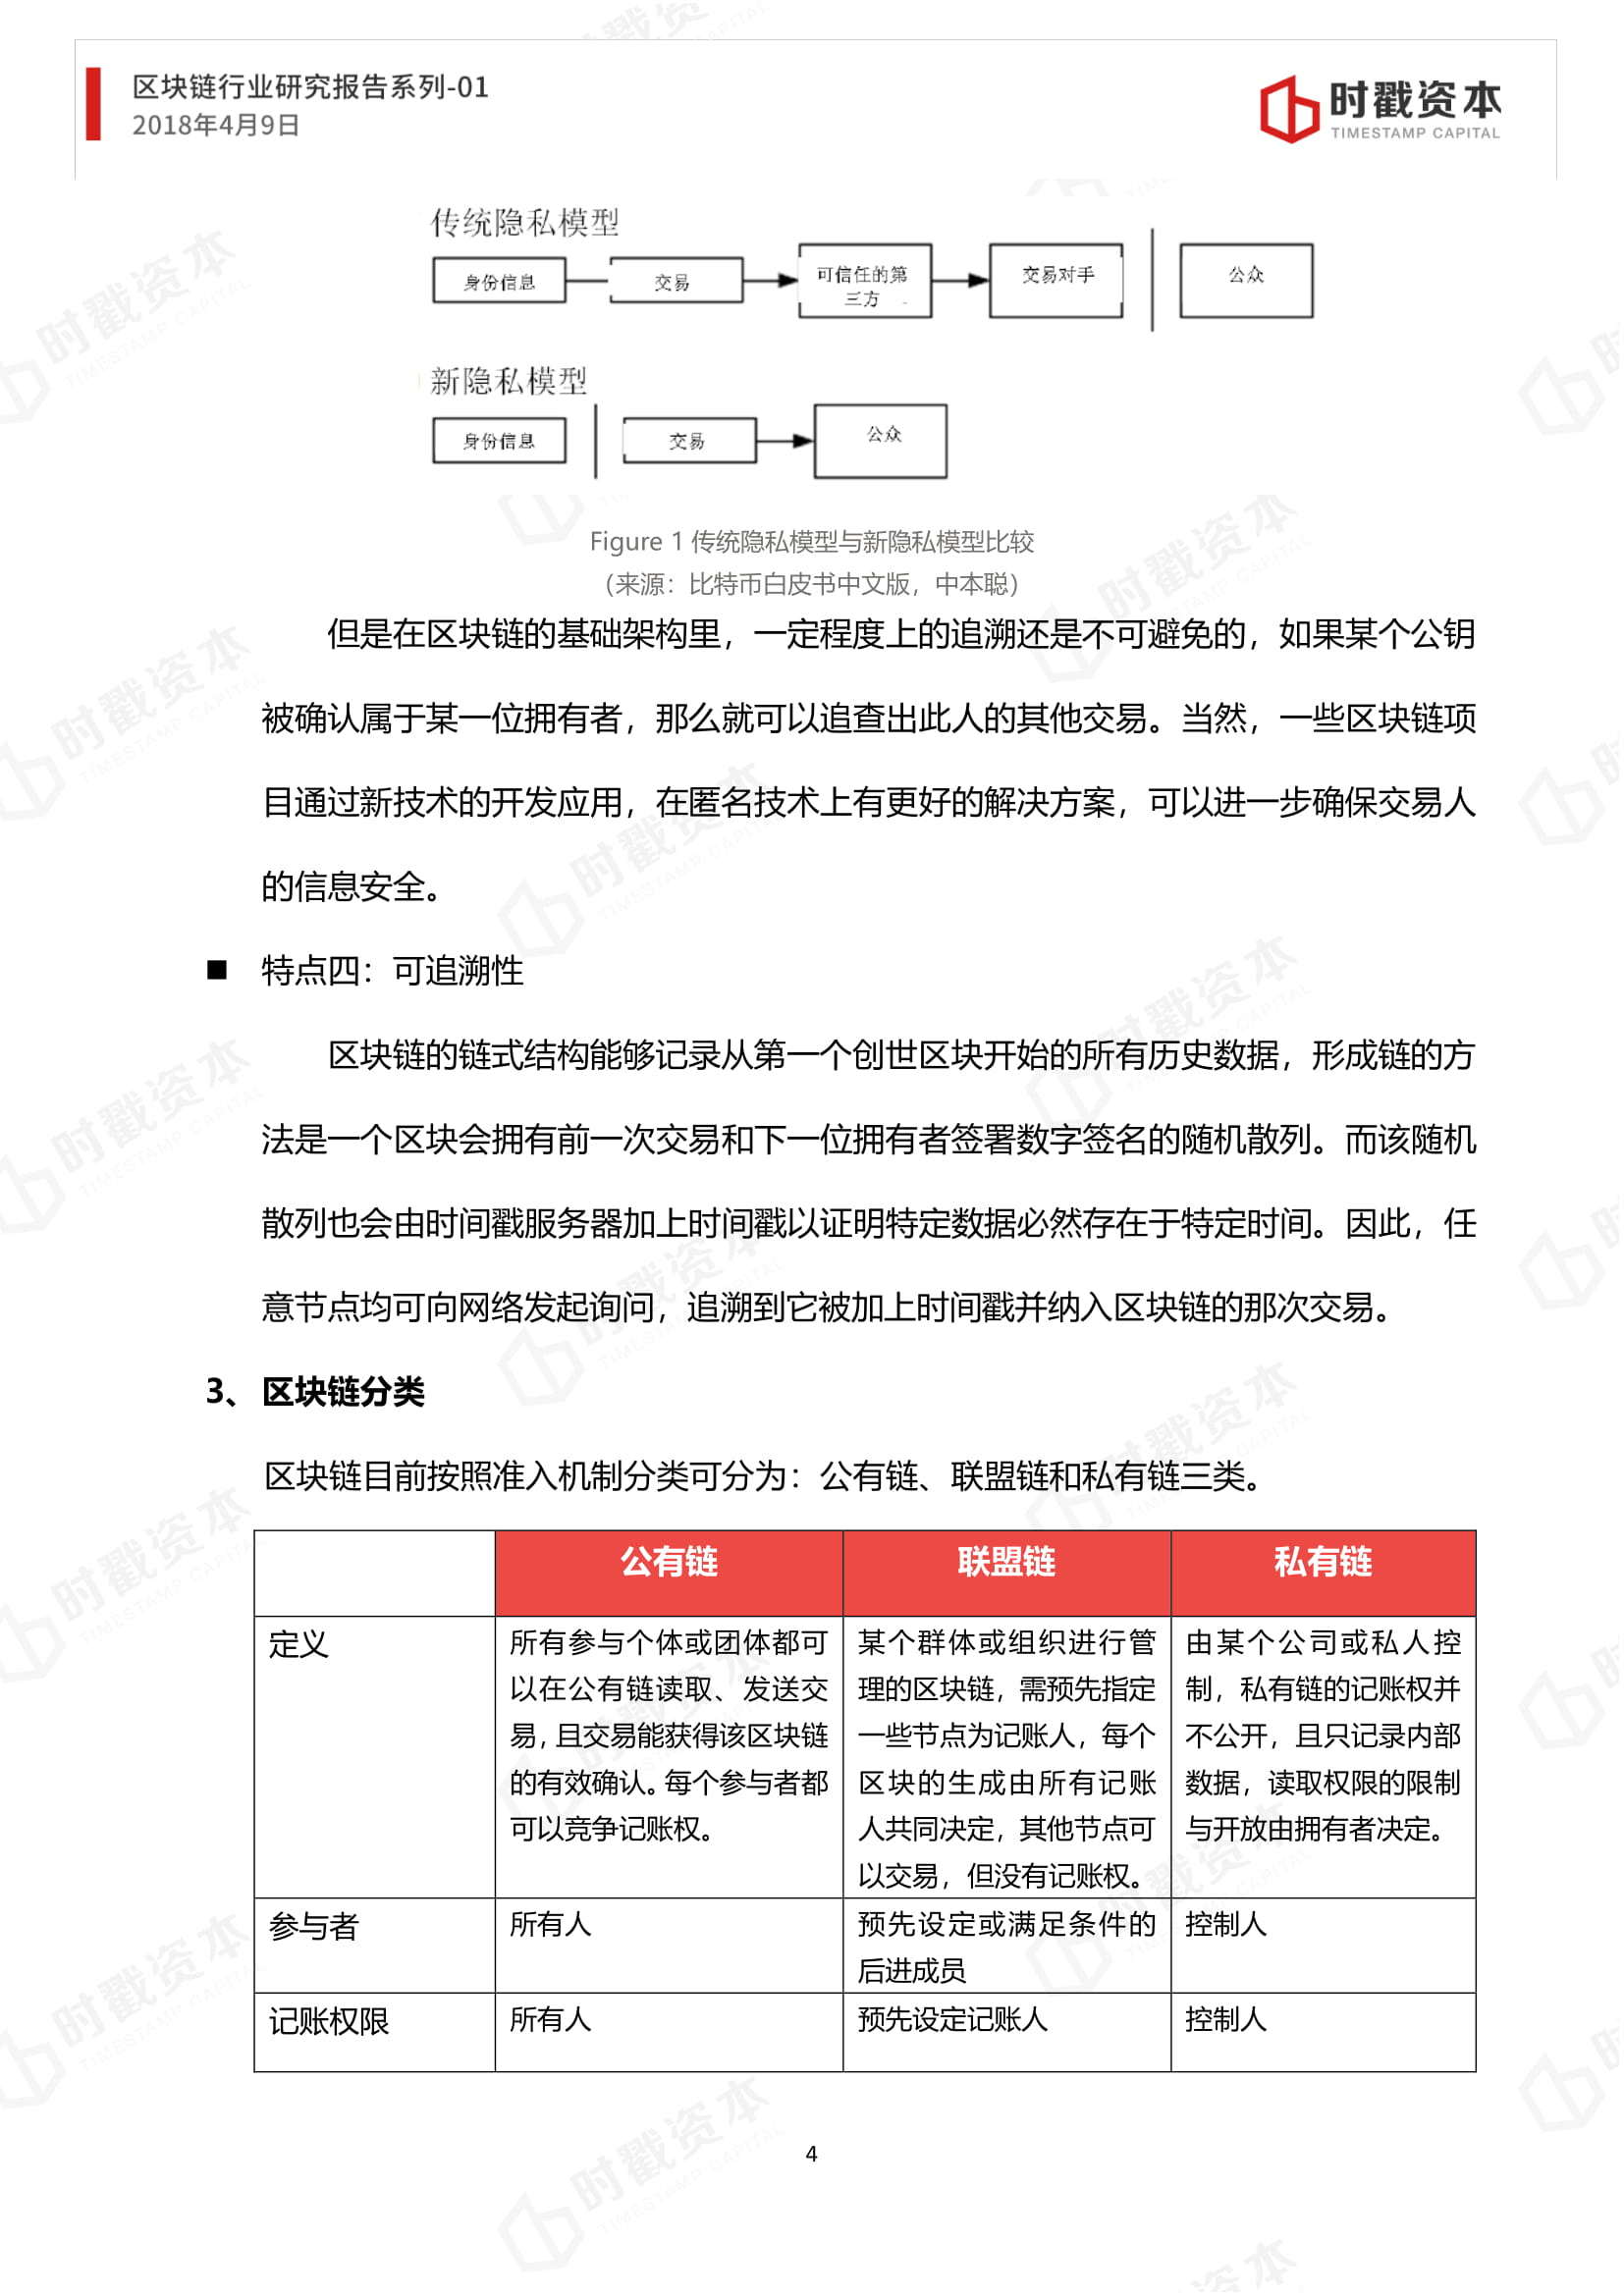 区块链行业研究报告系列-01
2018年4月9日
时戳资本
TIMESTAMP CAPITAL
传统隐私模型
身份信息
交易
可信任的第
三方
交易对手
公众
新隐私模型
身份信息
交易
公众
Figure 1 传统隐私模型与新隐私模型比较
（来源：比特币白皮书中文版，中本聪）
但是在区块链的基础架构里，一定程度上的追溯还是不可避免的，如果某个公钥
被确认属于某一位拥有者，那么就可以追查出此人的其他交易。当然，一些区块链项
目通过新技术的开发应用，在匿名技术上有更好的解决方案，可以进一步确保交易人
的信息安全。
■ 特点四：可追溯性
区块链的链式结构能够记录从第一个创世区块开始的所有历史数据，形成链的方
法是一个区块会拥有前一次交易和下一位拥有者签署数字签名的随机散列。而该随机
散列也会由时间戳服务器加上时间戳以证明特定数据必然存在于特定时间。因此，任
意节点均可向网络发起询问，追溯到它被加上时间戳并纳入区块链的那次交易。
3、 区块链分类
区块链目前按照准入机制分类可分为：公有链、联盟链和私有链三类。
公有链
联盟链
私有链
定义
所有参与个体或团体都可
以在公有链读取、发送交
易，且交易能获得该区块链
的有效确认。每个参与者都
可以竞争记账权。
某个群体或组织进行管
理的区块链，需预先指定
一些节点为记账人，每个
区块的生成由所有记账
人共同决定，其他节点可
以交易，但没有记账权。
由某个公司或私人控
制，私有链的记账权并
不公开，且只记录内部
数据，读取权限的限制
与开放由拥有者决定。
参与者
所有人
预先设定或满足条件的
后进成员
控制人
记账权限
所有人
预先设定记账人
控制人
4